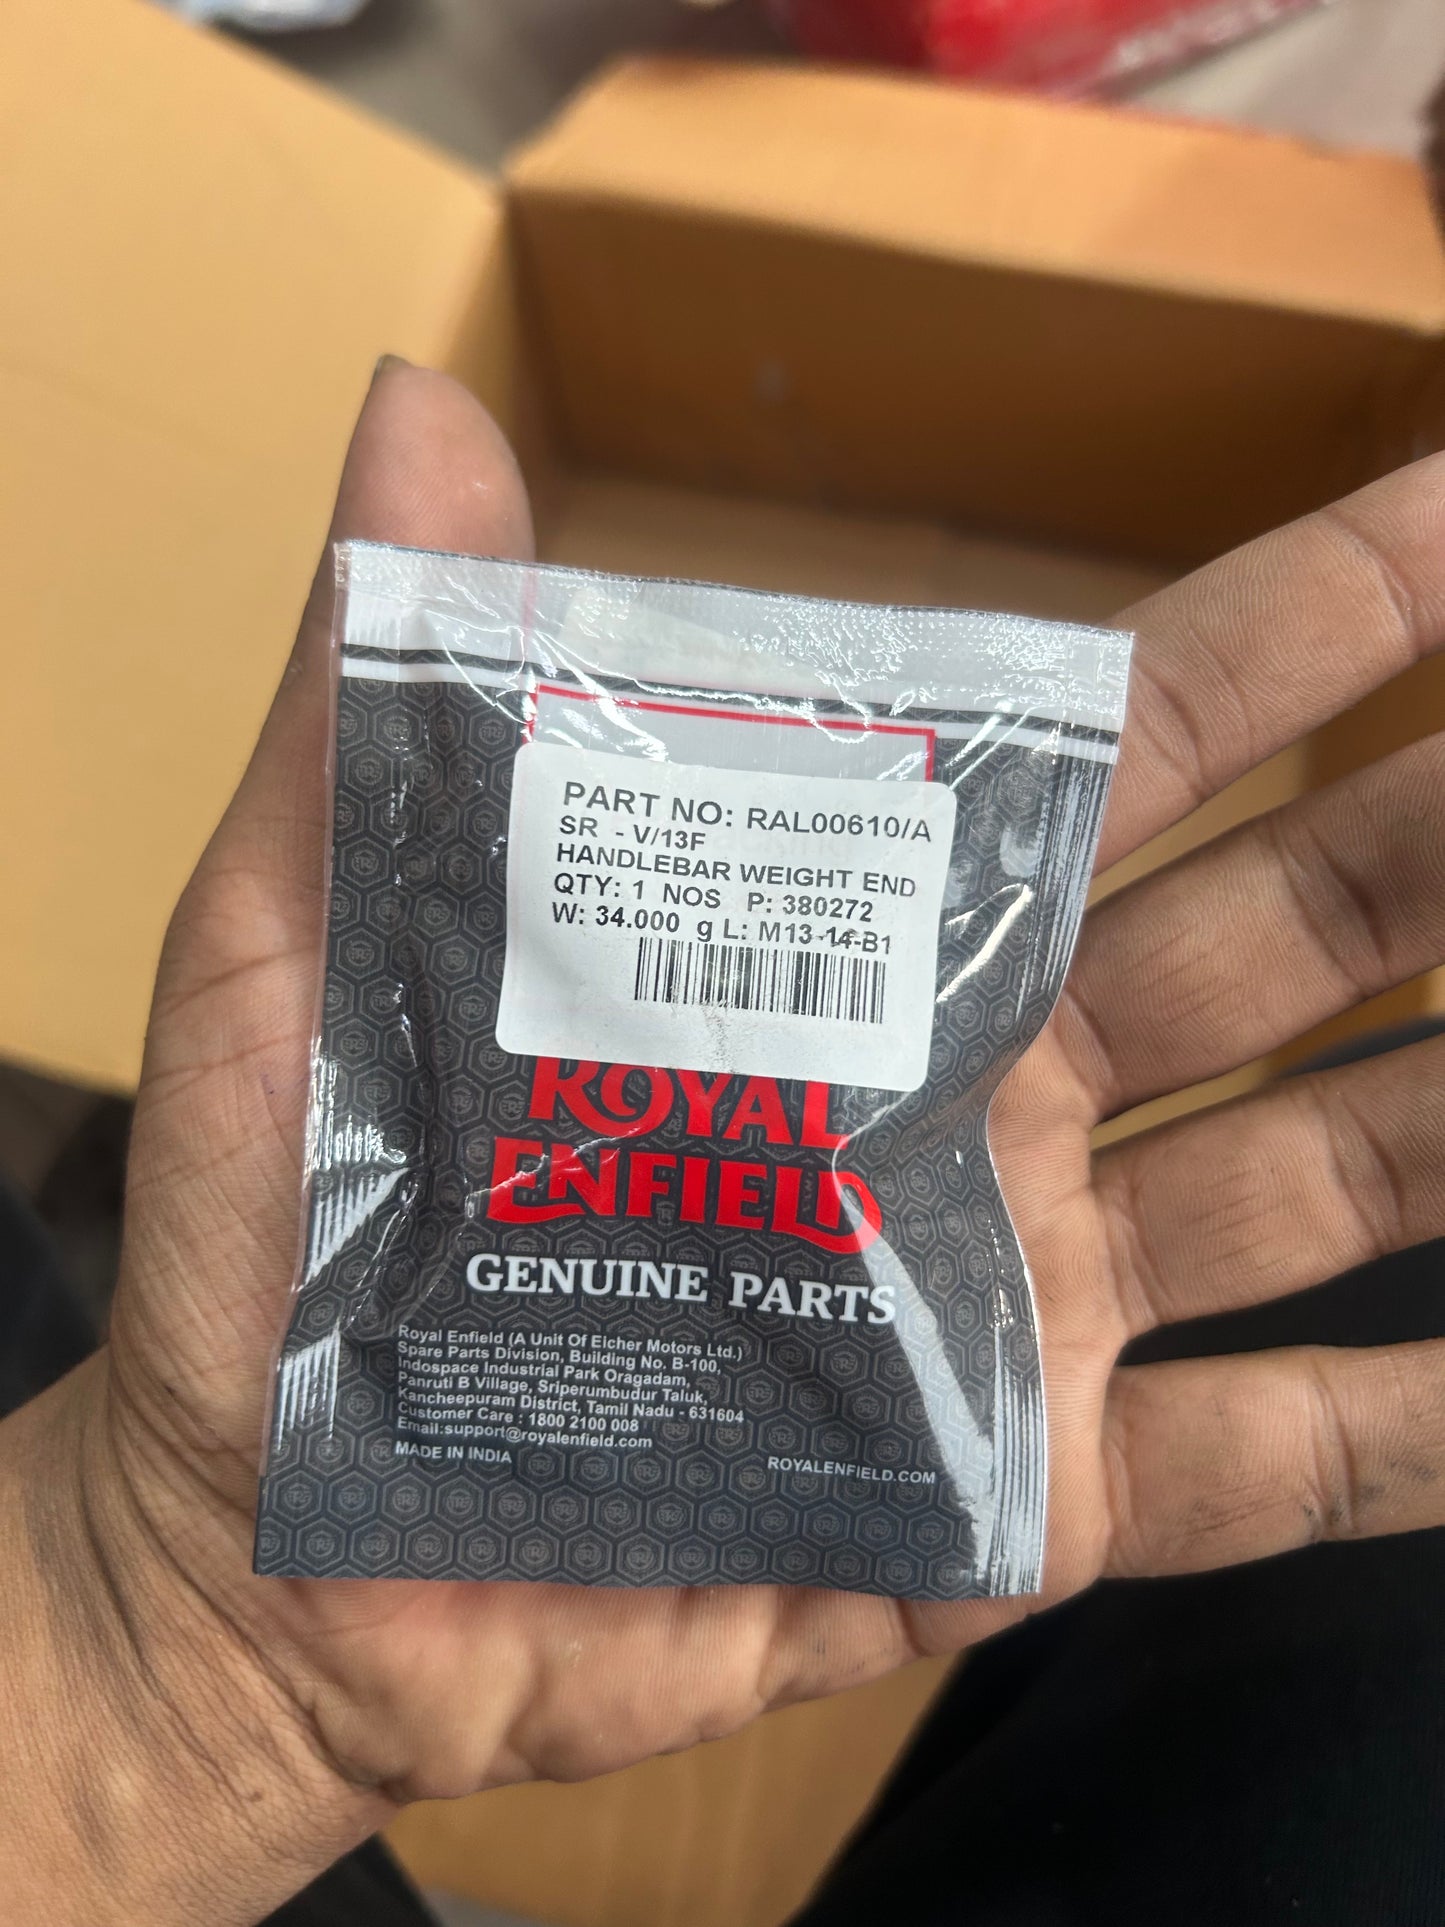 PART NO: RAL00610/A
SR - V/13F
HANDLEBAR WEIGHT END
QTY: 1 NOS P: 380272
W: 34.000 g L: M13-14-B1
ROYAL
ENFIELD
GENUINE PARTS
Royal Enfield (A Unit Of Eicher Motors Ltd.)
Spare Parts Division, Building No. B-100,
Indospace Industrial Park Oragadam,
Panruti B Village, Sriperumbudur Taluk,
Kancheepuram District, Tamil Nadu - 631604
Customer Care : 1800 2100 008
Email:support@royalenfield.com
MADE IN INDIA
ROYALENFIELD.COM